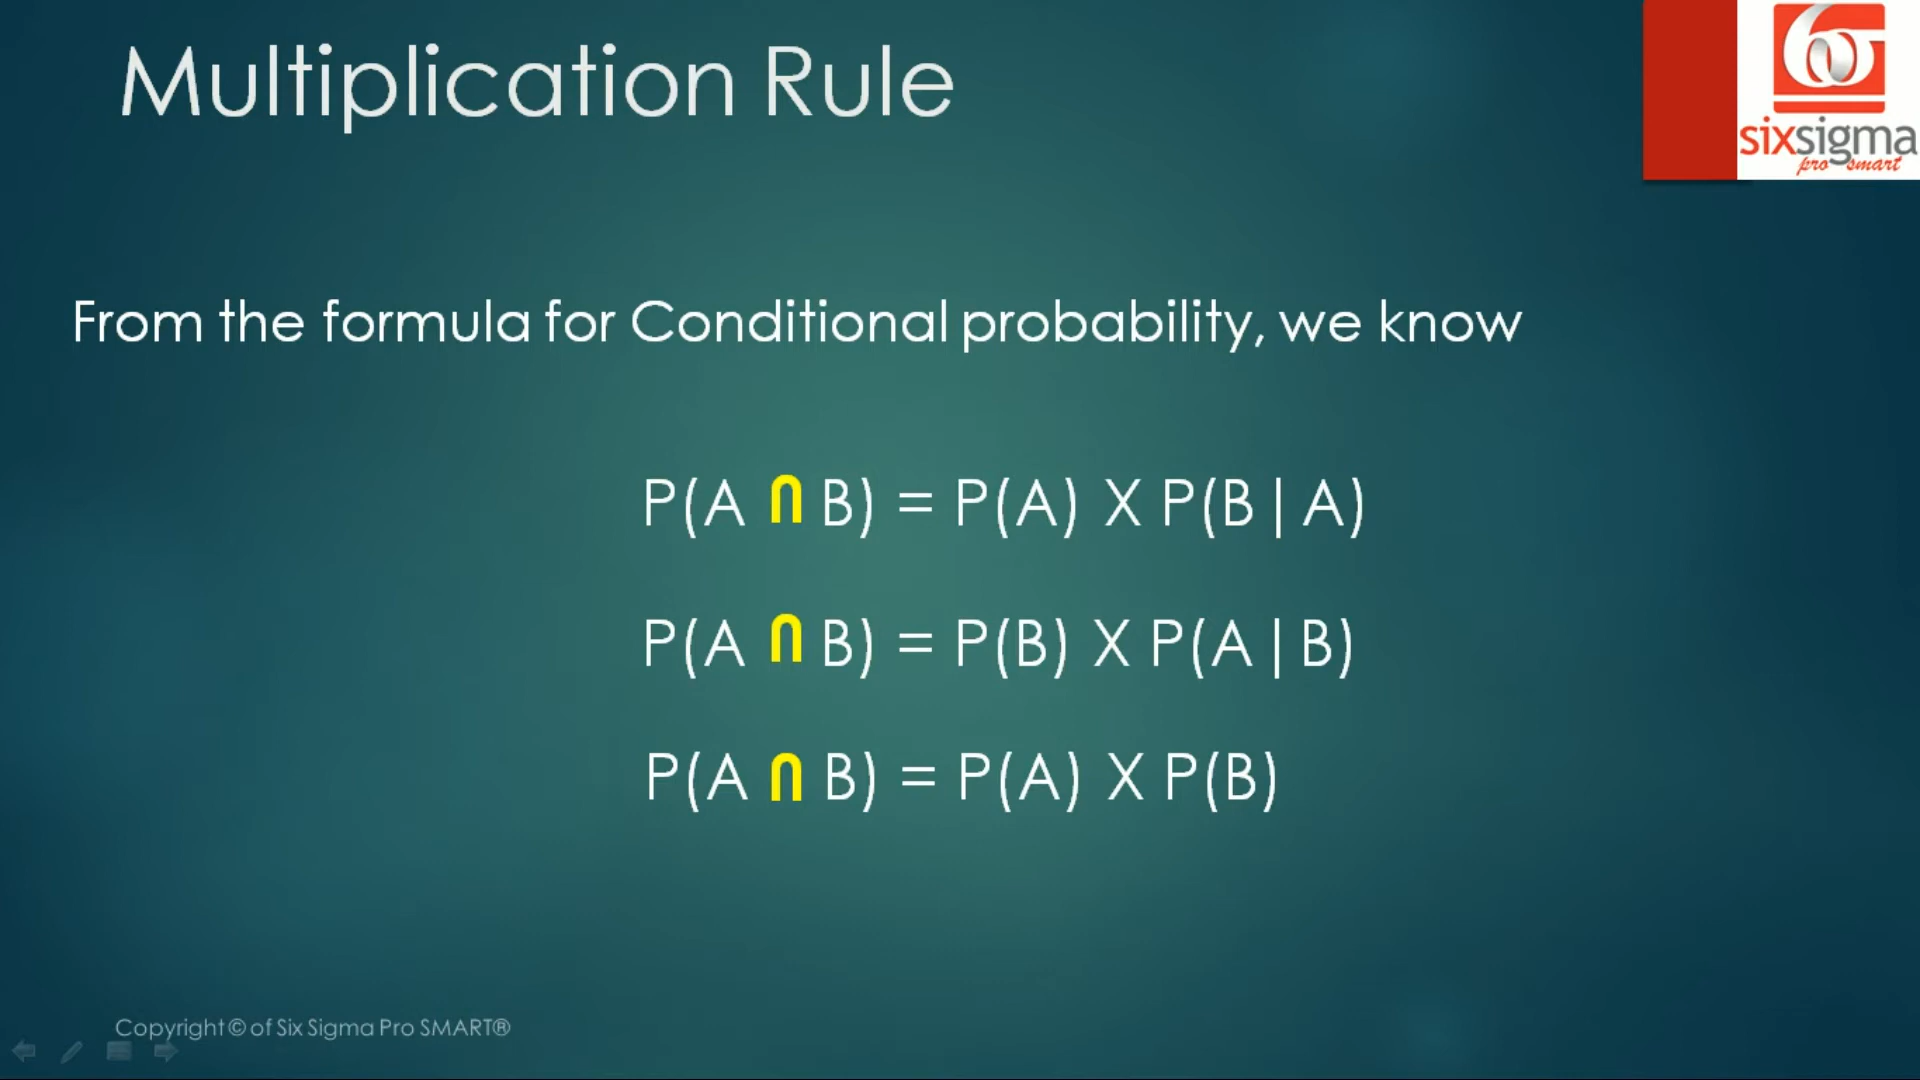 Multiplication Rule
6σ
sixsigma
pro smart
From the formula for Conditional probability, we know
P(A ∩ B) = P(A) X P(B|A)
P(A ∩ B) = P(B) X P(A|B)
P(A ∩ B) = P(A) X P(B)
Copyright © of Six Sigma Pro SMART®